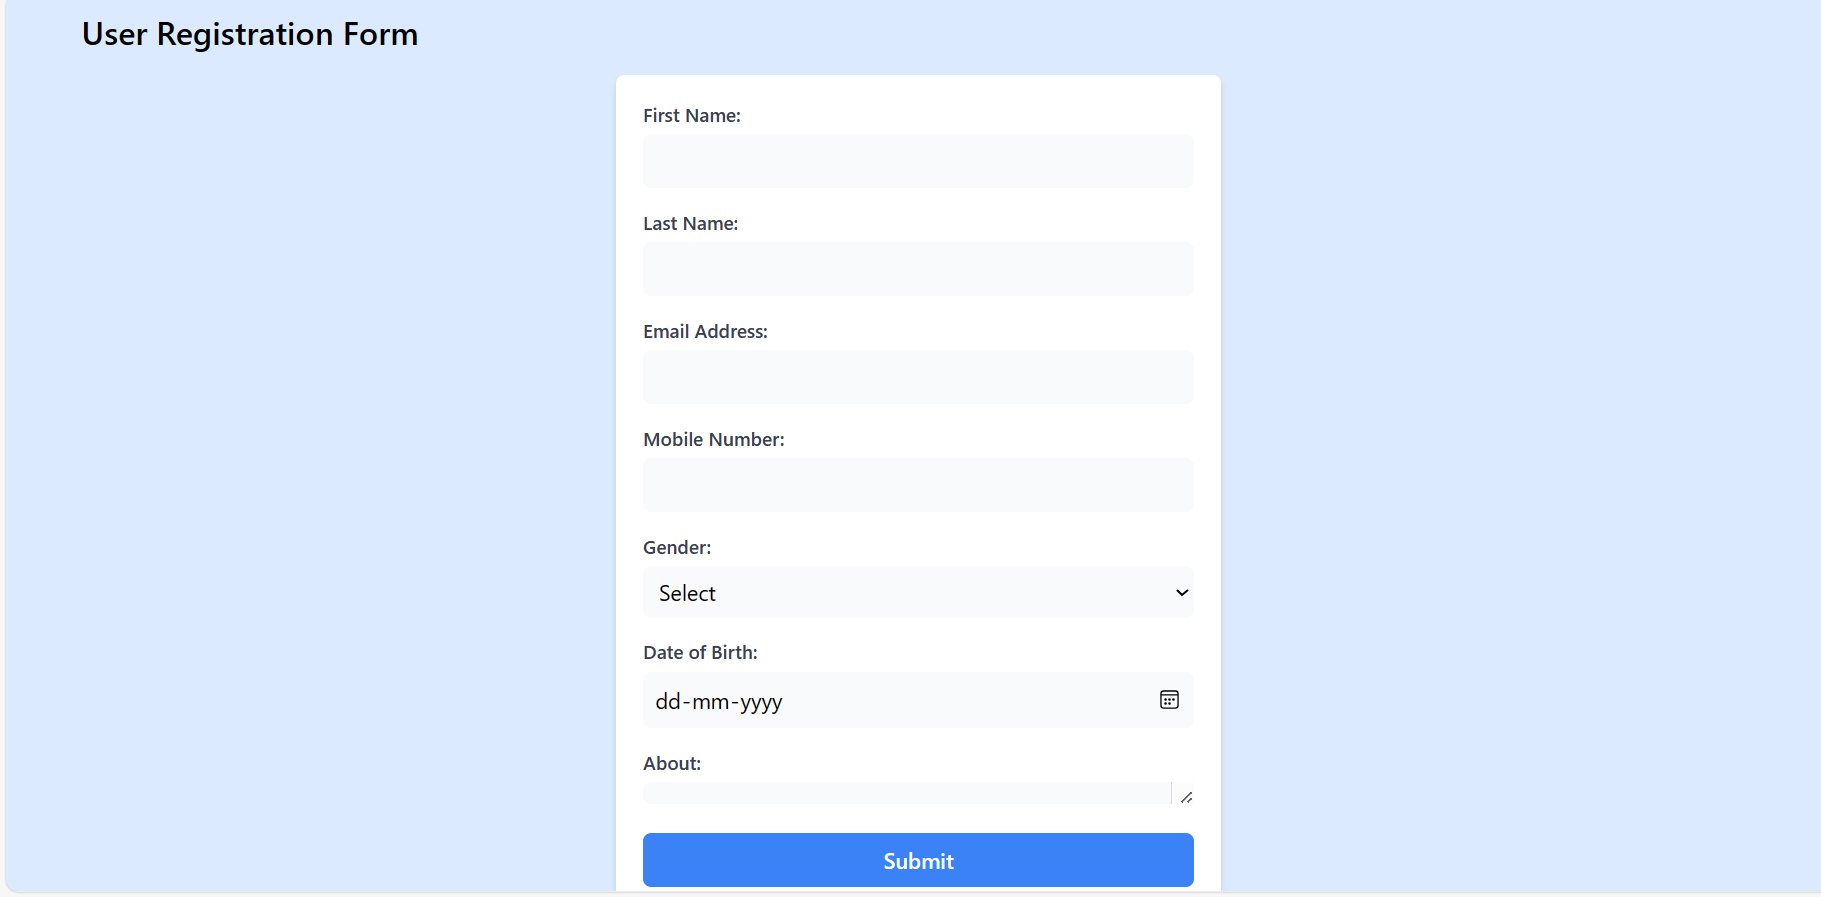 User Registration Form
First Name:
Last Name:
Email Address:
Mobile Number:
Gender:
Select
Date of Birth:
dd-mm-yyyy
About:
Submit